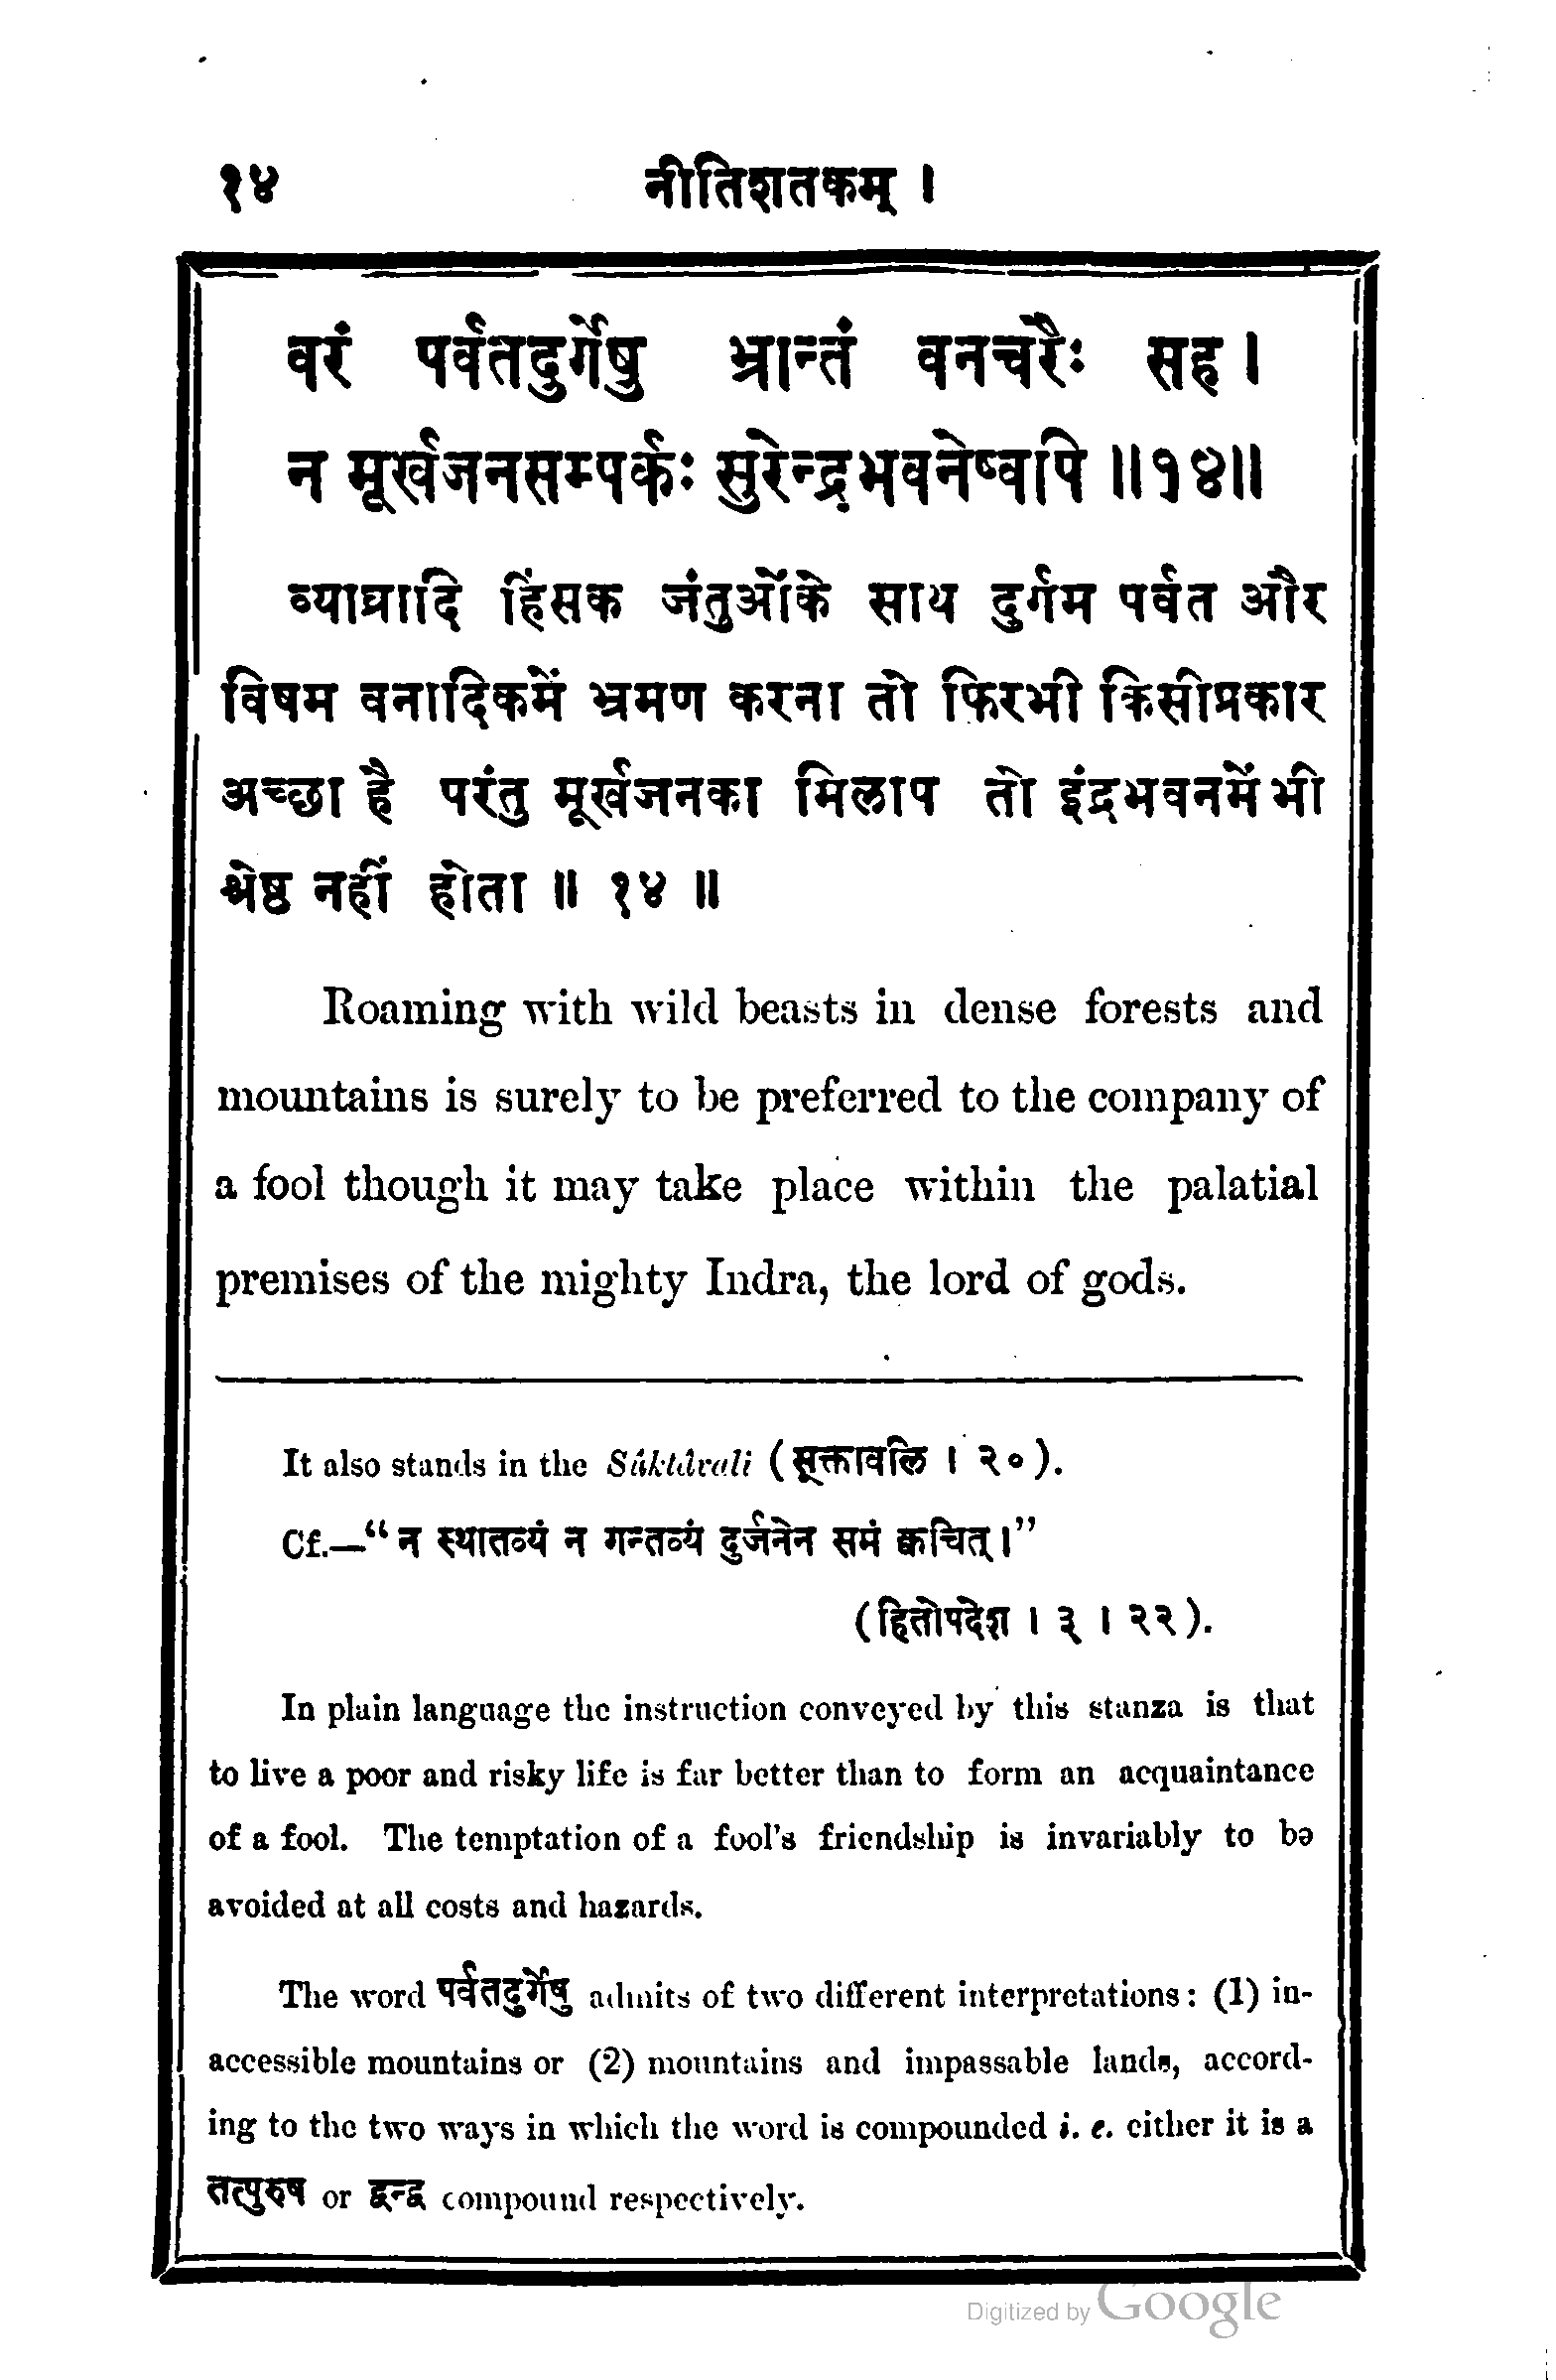 १४ नीतिशतकम् ।
वरं पर्वतदुर्गेषु भ्रान्तं वनचरैः सह ।
न मूर्खजनसम्पर्कः सुरेन्द्रभवनेष्वपि ॥१४॥
व्याघ्रादि हिंसक जंतुओंके साथ दुर्गम पर्वत और
विषम वनादिकमें भ्रमण करना तो फिरभी किसीप्रकार
अच्छा है परंतु मूर्खजनका मिलाप तो इंद्रभवनमें भी
श्रेष्ठ नहीं होता ॥ १४ ॥
Roaming with wild beasts in dense forests and
mountains is surely to be preferred to the company of
a fool though it may take place within the palatial
premises of the mighty Indra, the lord of gods.
It also stands in the Sûktâvali (सूक्तावलि । २०).
Cf.—“न स्थातव्यं न गन्तव्यं दुर्जनेन समं क्वचित् ।”
(हितोपदेश । ३ । २२).
In plain language the instruction conveyed by this stanza is that
to live a poor and risky life is far better than to form an acquaintance
of a fool. The temptation of a fool's friendship is invariably to be
avoided at all costs and hazards.
The word पर्वतदुर्गेषु admits of two different interpretations: (1) in-
accessible mountains or (2) mountains and impassable lands, accord-
ing to the two ways in which the word is compounded i. e. either it is a
तत्पुरुष or द्वन्द्व compound respectively.
Digitized by Google